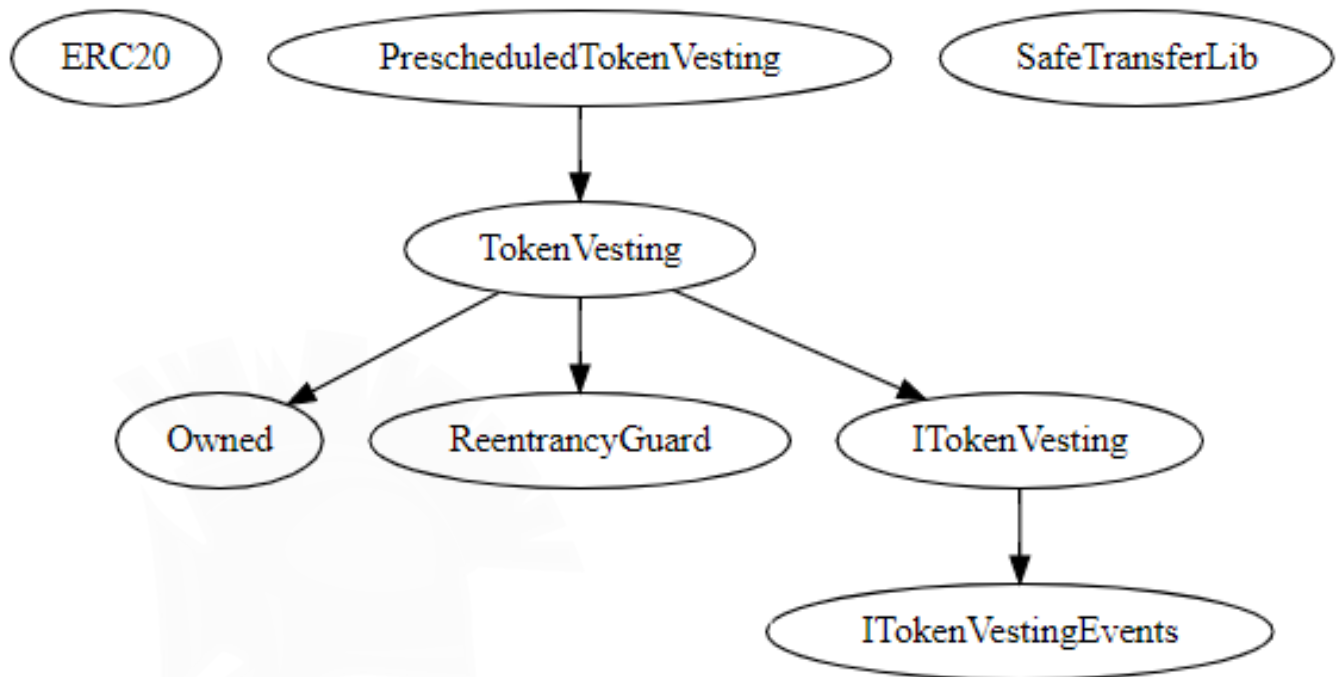 ERC20
PrescheduledTokenVesting
SafeTransferLib
TokenVesting
Owned
ReentrancyGuard
ITokenVesting
ITokenVestingEvents